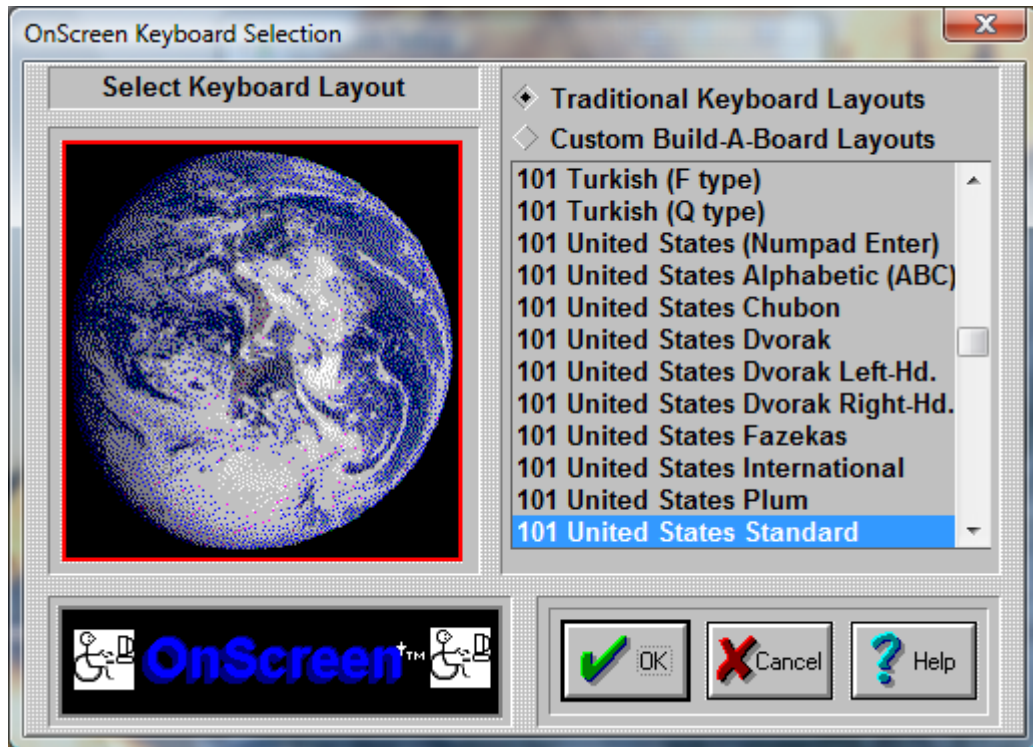 OnScreen Keyboard Selection
Select Keyboard Layout
Traditional Keyboard Layouts
Custom Build-A-Board Layouts
101 Turkish (F type)
101 Turkish (Q type)
101 United States (Numpad Enter)
101 United States Alphabetic (ABC)
101 United States Chubon
101 United States Dvorak
101 United States Dvorak Left-Hd.
101 United States Dvorak Right-Hd.
101 United States Fazekas
101 United States International
101 United States Plum
101 United States Standard
OnScreen™
OK
Cancel
Help